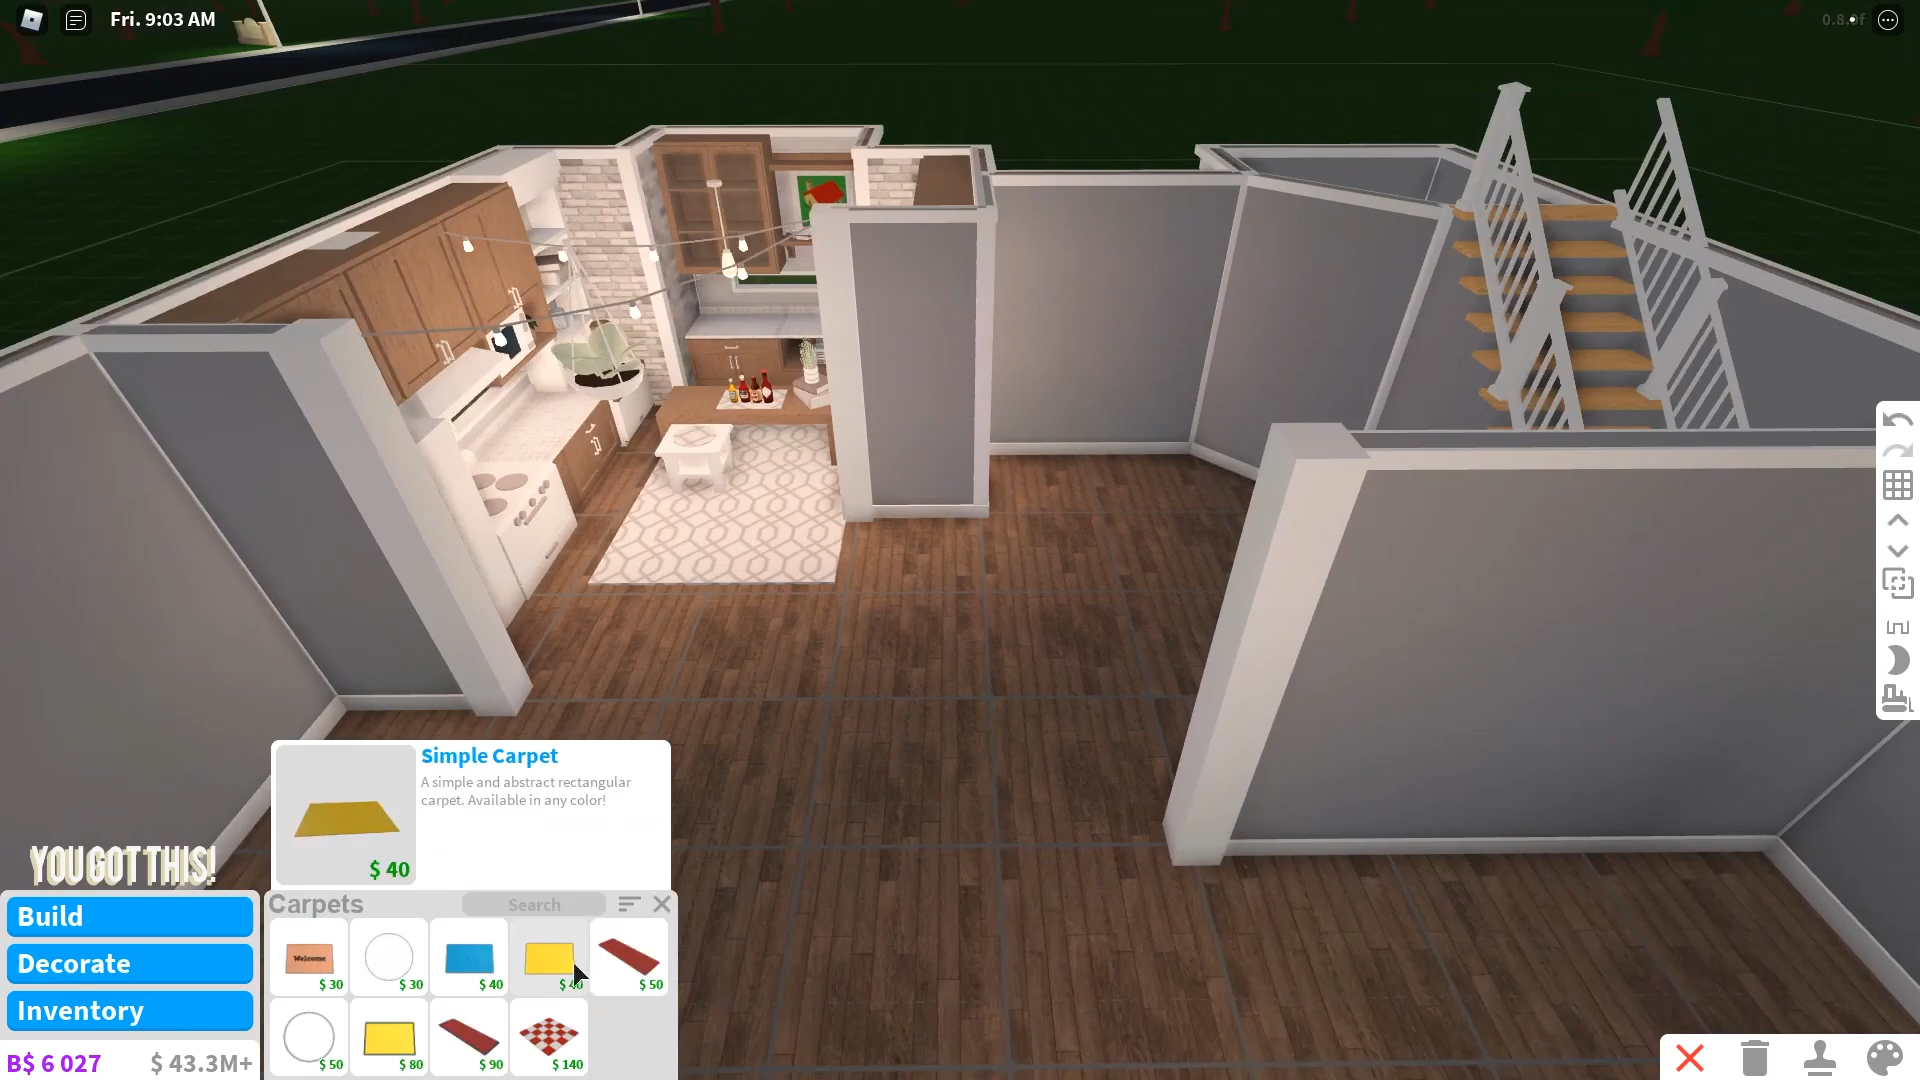 Fri. 9:03 AM
Simple Carpet
A simple and abstract rectangular
carpet. Available in any color!
$ 40
YOU GOT THIS!
Build
Decorate
Inventory
B$ 6 027
$ 43.3M+
Carpets
Search
Welcome
$ 30
$ 30
$ 40
$ 40
$ 50
$ 50
$ 80
$ 90
$ 140